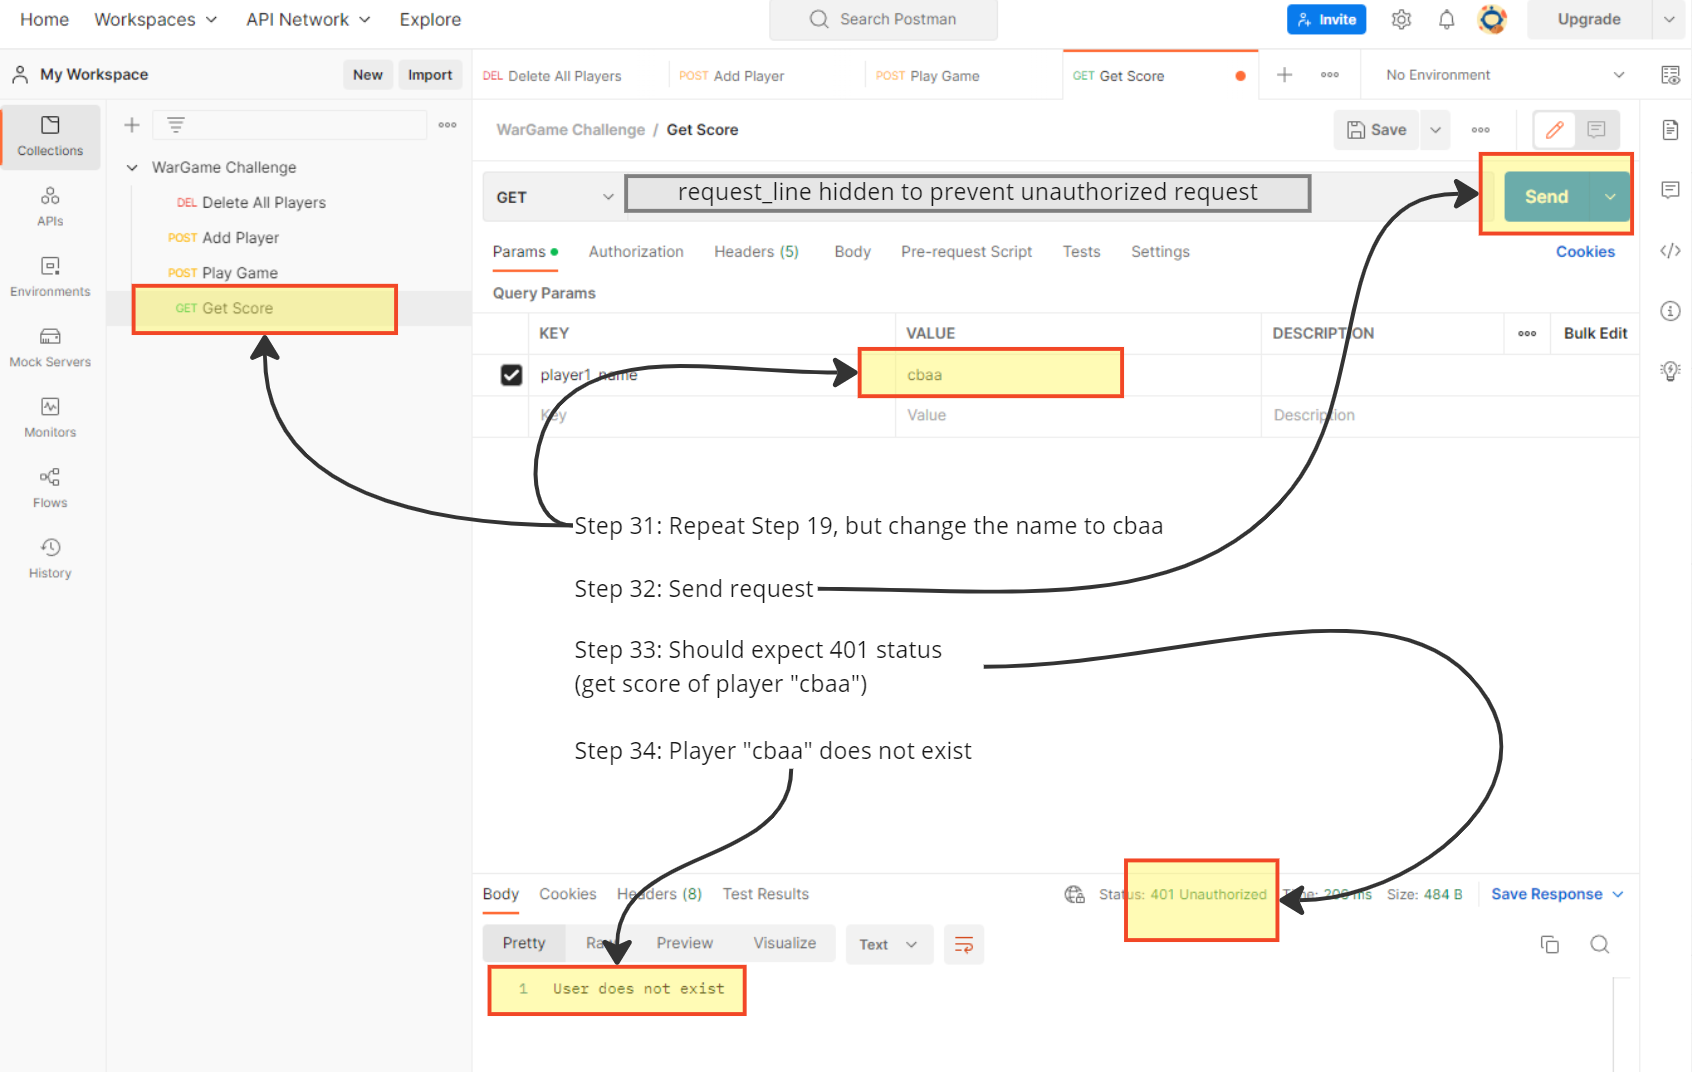 Home Workspaces API Network Explore Search Postman Invite Upgrade
My Workspace New Import DEL Delete All Players POST Add Player POST Play Game GET Get Score No Environment
Collections
APIs
Environments
Mock Servers
Monitors
Flows
History
WarGame Challenge
DEL Delete All Players
POST Add Player
POST Play Game
GET Get Score
WarGame Challenge / Get Score Save
GET request_line hidden to prevent unauthorized request Send
Params Authorization Headers (5) Body Pre-request Script Tests Settings Cookies
Query Params
KEY VALUE DESCRIPTION Bulk Edit
player1_name cbaa
Key Value Description
Step 31: Repeat Step 19, but change the name to cbaa
Step 32: Send request
Step 33: Should expect 401 status
(get score of player "cbaa")
Step 34: Player "cbaa" does not exist
Body Cookies Headers (8) Test Results Status: 401 Unauthorized Time: ms Size: 484 B Save Response
Pretty Raw Preview Visualize Text
1 User does not exist